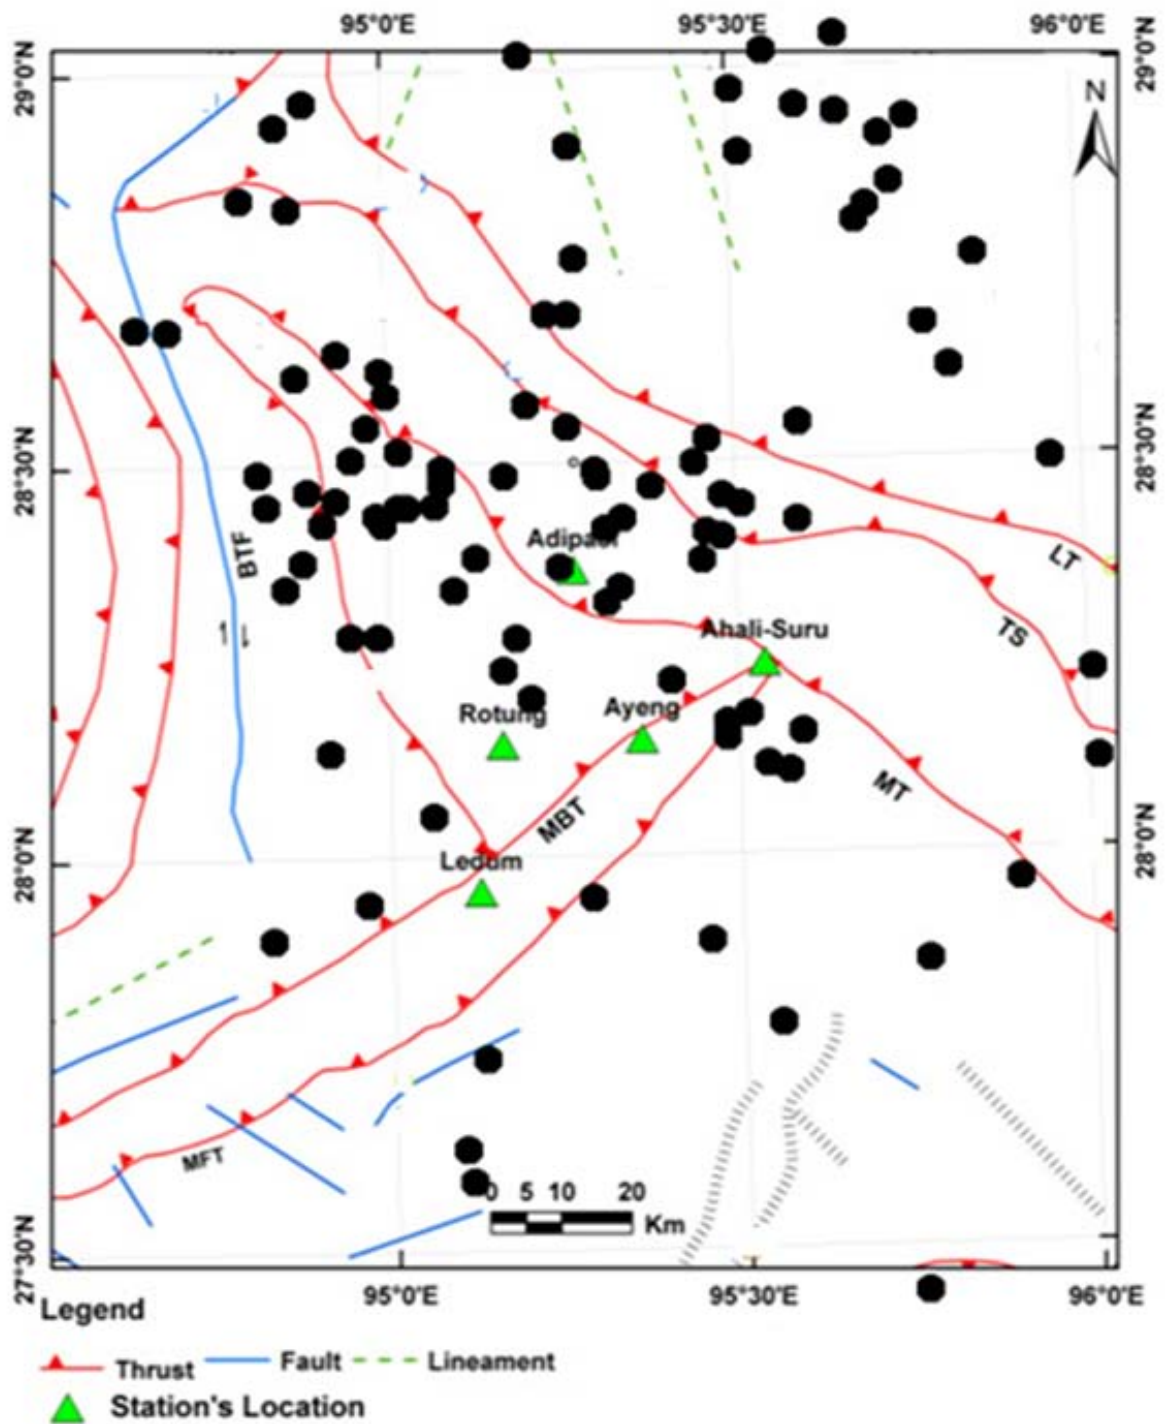 95°0'E 95°30'E 96°0'E
29°0'N 29°0'N
N
28°30'N 28°30'N
Adipasi
BTF
LT
TS
Ahali-Suru
Rotung Ayeng
MT
MBT
28°0'N 28°0'N
Ledum
MFT
0 5 10 20
Km
27°30'N
95°0'E 95°30'E 96°0'E
Legend
Thrust Fault Lineament
Station's Location